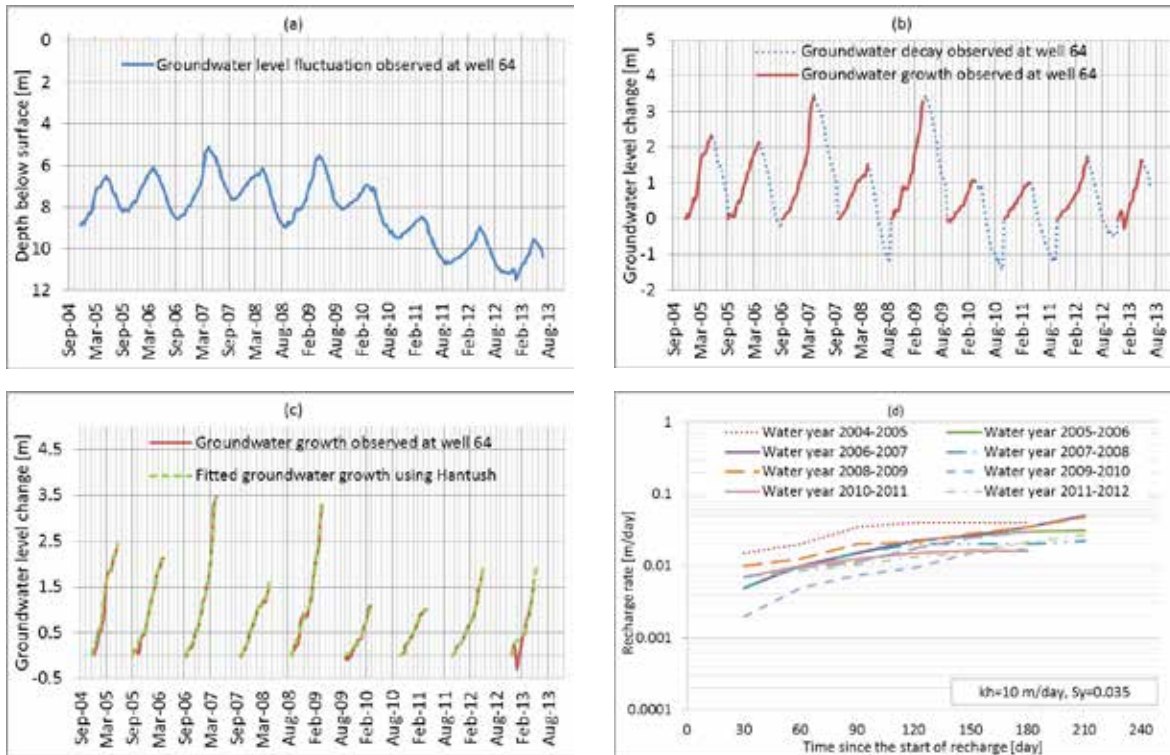 (a)
Groundwater level fluctuation observed at well 64
Depth below surface [m]
0
2
4
6
8
10
12
Sep-04
Mar-05
Sep-05
Mar-06
Sep-06
Mar-07
Sep-07
Mar-08
Aug-08
Feb-09
Aug-09
Feb-10
Aug-10
Feb-11
Aug-11
Feb-12
Aug-12
Feb-13
Aug-13
(b)
Groundwater decay observed at well 64
Groundwater growth observed at well 64
Groundwater level change [m]
5
4
3
2
1
0
-1
-2
Sep-04
Mar-05
Sep-05
Mar-06
Sep-06
Mar-07
Sep-07
Mar-08
Aug-08
Feb-09
Aug-09
Feb-10
Aug-10
Feb-11
Aug-11
Feb-12
Aug-12
Feb-13
Aug-13
(c)
Groundwater growth observed at well 64
Fitted groundwater growth using Hantush
Groundwater level change [m]
4.5
3.5
2.5
1.5
0.5
-0.5
Sep-04
Mar-05
Sep-05
Mar-06
Sep-06
Mar-07
Sep-07
Mar-08
Aug-08
Feb-09
Aug-09
Feb-10
Aug-10
Feb-11
Aug-11
Feb-12
Aug-12
Feb-13
Aug-13
(d)
Water year 2004-2005 Water year 2005-2006
Water year 2006-2007 Water year 2007-2008
Water year 2008-2009 Water year 2009-2010
Water year 2010-2011 Water year 2011-2012
Recharge rate [m/day]
1
0.1
0.01
0.001
0.0001
kh=10 m/day, Sy=0.035
0 30 60 90 120 150 180 210 240
Time since the start of recharge [day]